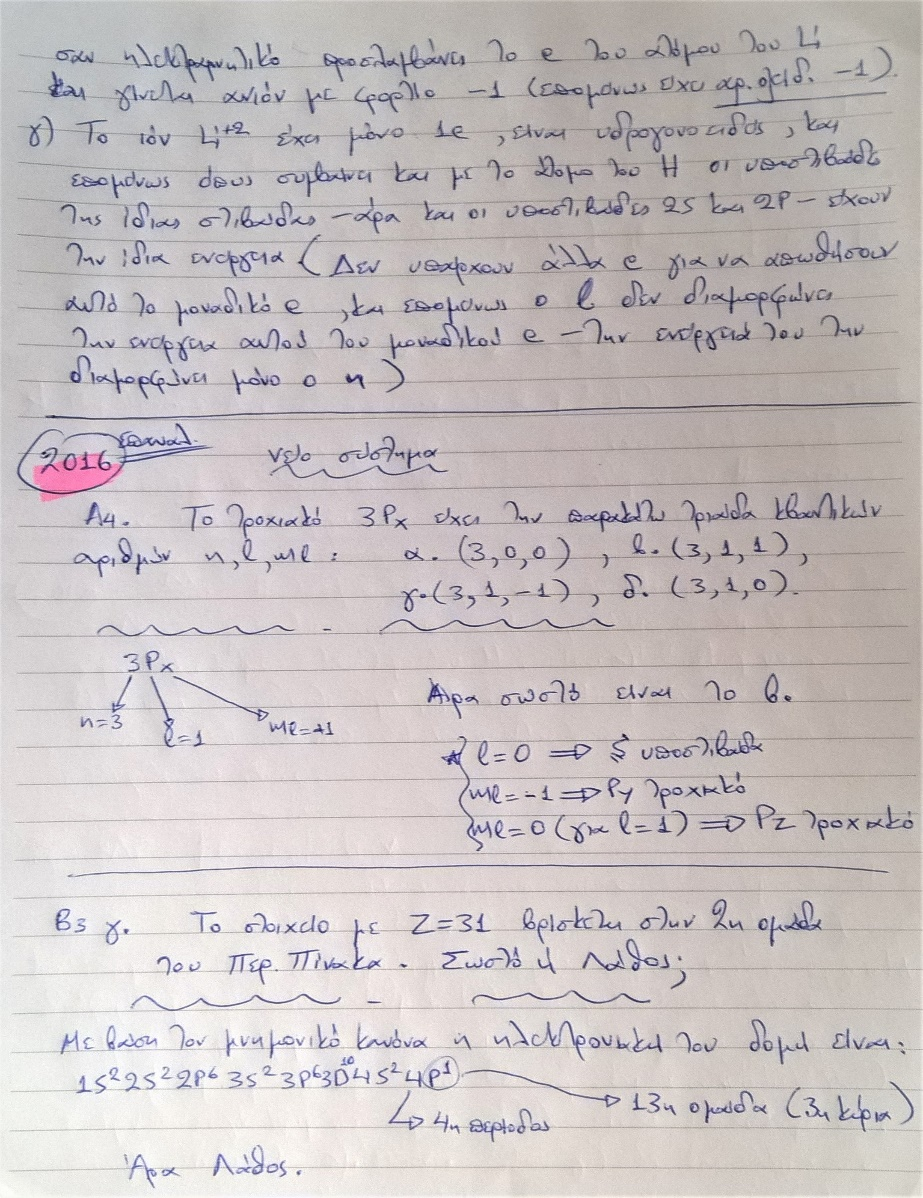 σαν ηλεκτραρνητικό προσλαμβάνει το e του ατόμου του Li
και γίνεται ανιόν με φορτίο -1 (επομένως έχει αρ. οξειδ. -1).
γ) Το ιόν Li⁺² έχει μόνο 1e, είναι υδρογονοειδές, και
επομένως όπως συμβαίνει και με το άτομο του Η οι υποστιβάδες
της ίδιας στιβάδας - άρα και οι υποστιβάδες 2S και 2P - έχουν
την ίδια ενέργεια (Δεν υπάρχουν άλλα e για να απωθήσουν
αυτό το μοναδικό e, και επομένως ο l δεν διαμορφώνει
την ενέργεια αυτού του μοναδικού e - την ενέργειά του την
διαμορφώνει μόνο ο n)
2016 επαναλ. νέο σύστημα
Α4. Το τροχιακό 3Px έχει την παρακάτω τριάδα κβαντικών
αριθμών n, l, ml: α. (3,0,0), β. (3,1,1),
γ. (3,1,-1), δ. (3,1,0).
3Px
n=3 l=1 ml=+1
Άρα σωστό είναι το β.
l=0 ⇒ S υποστιβάδα
ml=-1 ⇒ Py τροχιακό
ml=0 (για l=1) ⇒ Pz τροχιακό
Β3 γ. Το στοιχείο με Ζ=31 βρίσκεται στην 2η ομάδα
του Περ. Πίνακα. Σωστό ή Λάθος;
Με βάση τον μνημονικό κανόνα η ηλεκτρονιακή του δομή είναι:
1S² 2S² 2P⁶ 3S² 3P⁶ 3D¹⁰ 4S² 4P¹
→ 13η ομάδα (3η κύρια)
→ 4η περίοδος
Άρα Λάθος.